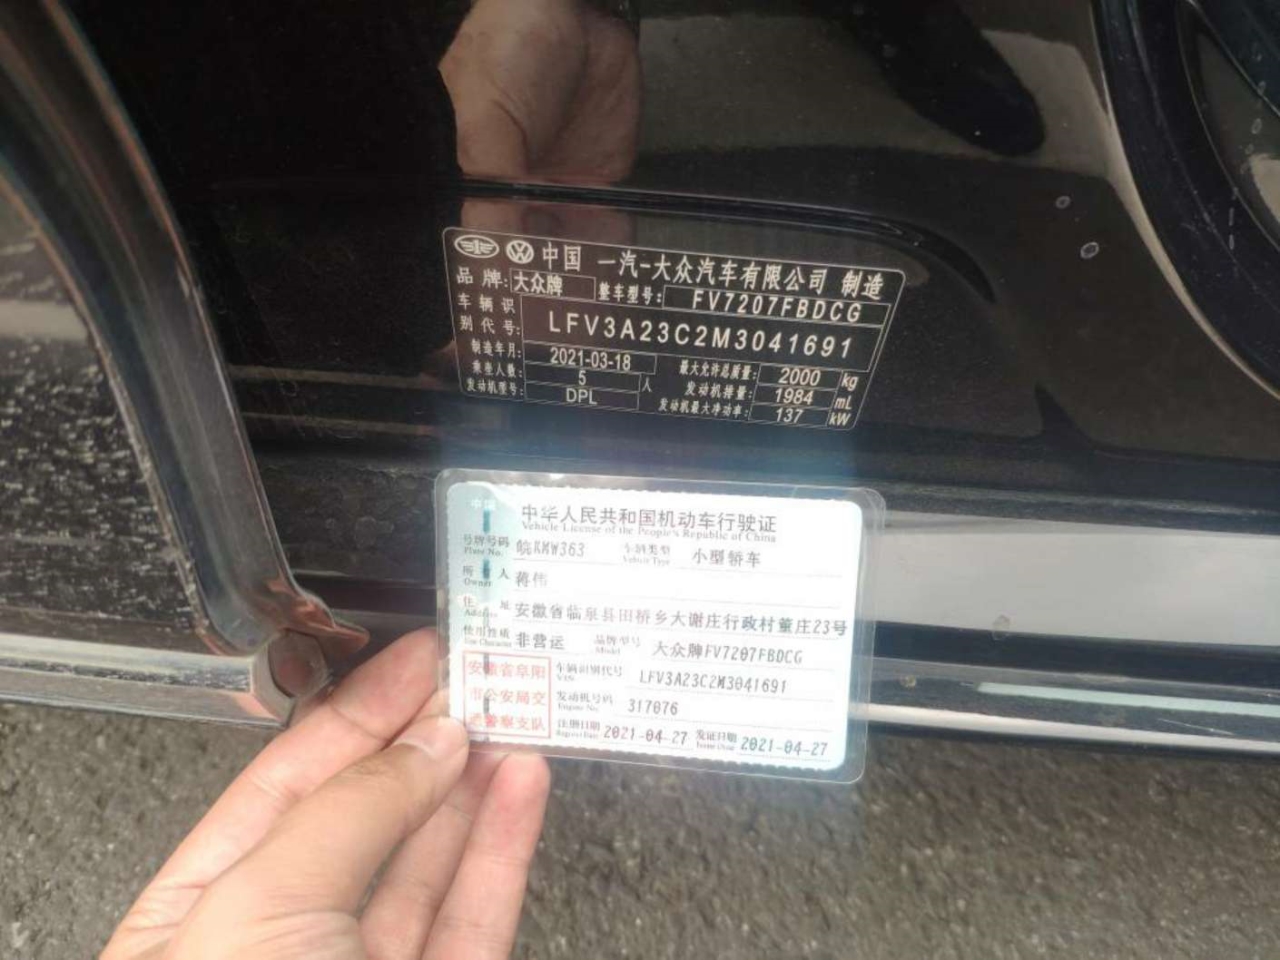 中国 一汽-大众汽车有限公司 制造
品牌: 大众牌 整车型号: FV7207FBDCG
车辆识别代号: LFV3A23C2M3041691
制造年月: 2021-03-18 最大允许总质量: 2000 kg
乘坐人数: 5 人 发动机排量: 1984 mL
发动机型号: DPL 发动机最大净功率: 137 kW
中华人民共和国机动车行驶证
Vehicle License of the People's Republic of China
号牌号码 皖RMW363 车辆类型 小型轿车
Plate No. Vehicle Type
所 人 蒋伟
Owner
住 址 安徽省临泉县田桥乡大谢庄行政村董庄23号
Address
使用性质 非营运 品牌型号 大众牌FV7207FBDCG
Use Character Model
安徽省阜阳
市公安局交
通警察支队
车辆识别代号 LFV3A23C2M3041691
VIN
发动机号码 317076
Engine No.
注册日期 2021-04-27 发证日期 2021-04-27
Register Date Issue Date